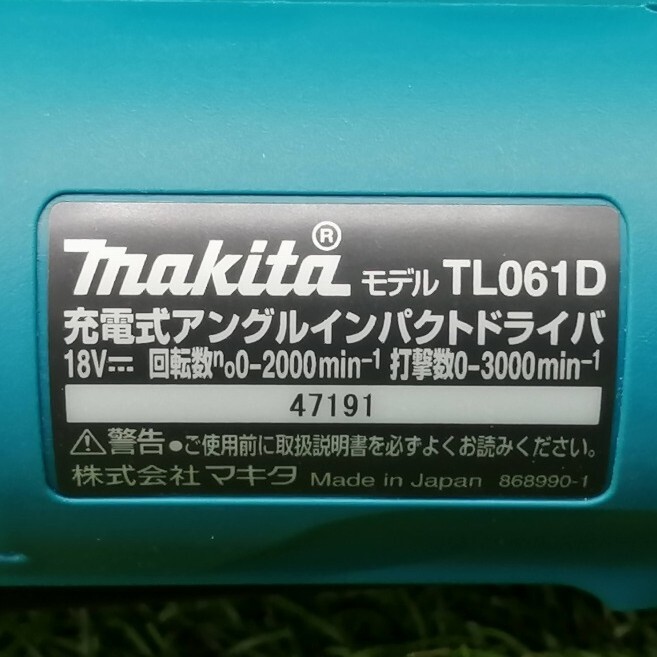 makita® モデル TL061D
充電式アングルインパクトドライバ
18V⎓ 回転数n₀0-2000min⁻¹ 打撃数0-3000min⁻¹
47191
⚠警告●ご使用前に取扱説明書を必ずよくお読みください。
株式会社マキタ Made in Japan 868990-1